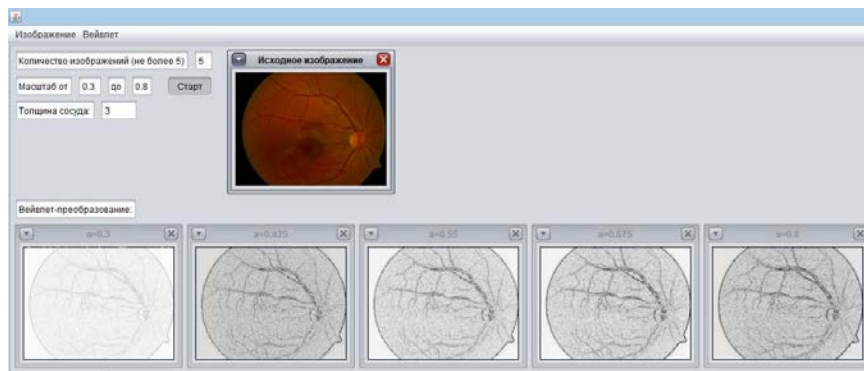 Изображение Вейвлет
Количество изображений (не более 5) 5
Исходное изображение
Масштаб от 0.3 до 0.8 Старт
Толщина сосуда: 3
Вейвлет-преобразование:
a=0.3 a=0.425 a=0.55 a=0.675 a=0.8